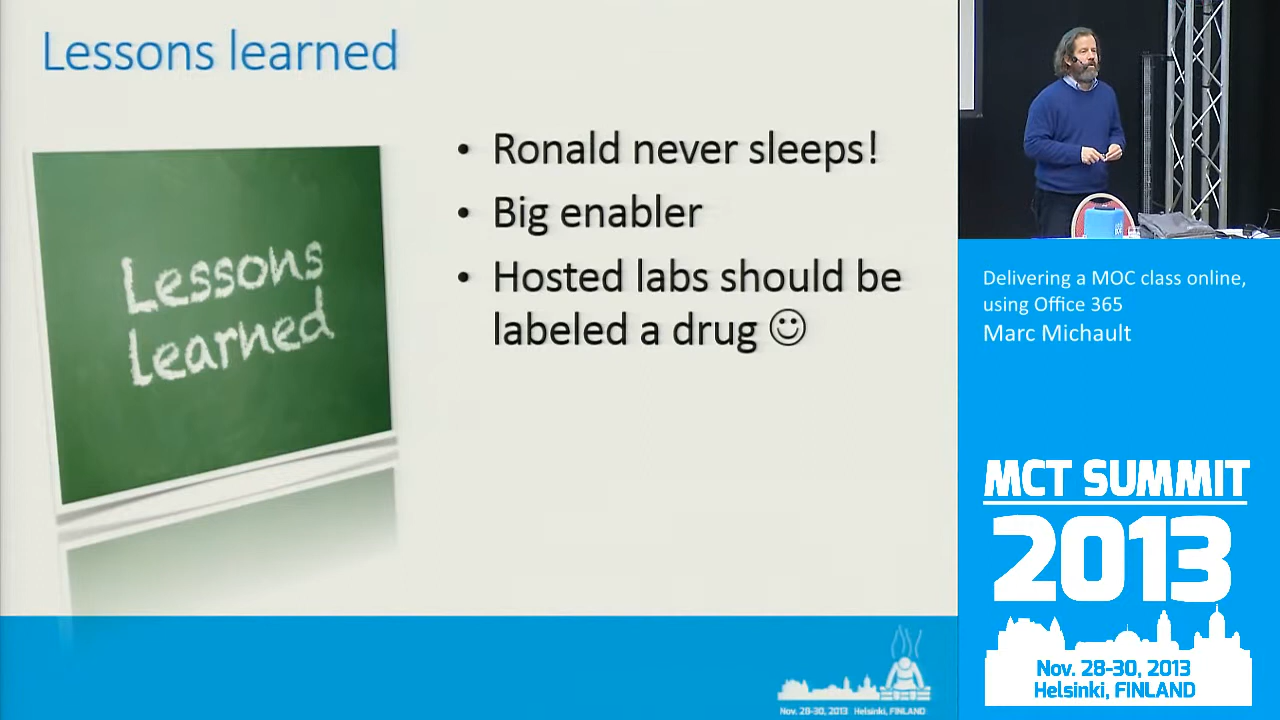 Lessons learned
Lessons
learned
• Ronald never sleeps!
• Big enabler
• Hosted labs should be
labeled a drug ☺
Nov. 28-30, 2013 Helsinki, FINLAND
Delivering a MOC class online,
using Office 365
Marc Michault
MCT SUMMIT
2013
Nov. 28-30, 2013
Helsinki, FINLAND